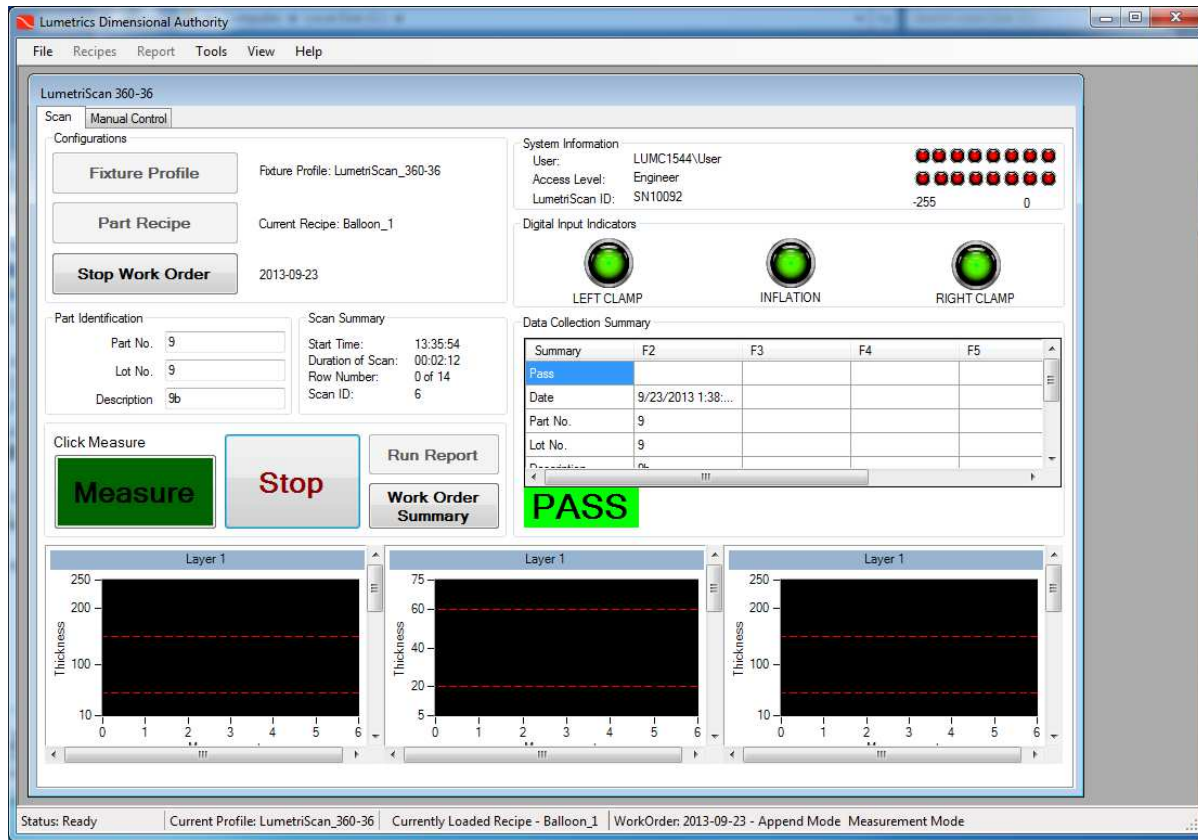 Lumetrics Dimensional Authority
File Recipes Report Tools View Help
LumetriScan 360-36
Scan Manual Control
Configurations
Fixture Profile
Fixture Profile: LumetriScan_360-36
Part Recipe
Current Recipe: Balloon_1
Stop Work Order
2013-09-23
System Information
User: LUMC1544\User
Access Level: Engineer
LumetriScan ID: SN10092
-255 0
Digital Input Indicators
LEFT CLAMP INFLATION RIGHT CLAMP
Part Identification
Part No. 9
Lot No. 9
Description 9b
Scan Summary
Start Time: 13:35:54
Duration of Scan: 00:02:12
Row Number: 0 of 14
Scan ID: 6
Data Collection Summary
Summary F2 F3 F4 F5
Pass
Date 9/23/2013 1:38:...
Part No. 9
Lot No. 9
Description 9b
PASS
Click Measure
Measure
Stop
Run Report
Work Order
Summary
Layer 1
Thickness
250
200
100
10
0 1 2 3 4 5 6
Layer 1
Thickness
75
60
40
20
5
0 1 2 3 4 5 6
Layer 1
Thickness
250
200
100
10
0 1 2 3 4 5 6
Status: Ready Current Profile: LumetriScan_360-36 Currently Loaded Recipe - Balloon_1 WorkOrder: 2013-09-23 - Append Mode Measurement Mode